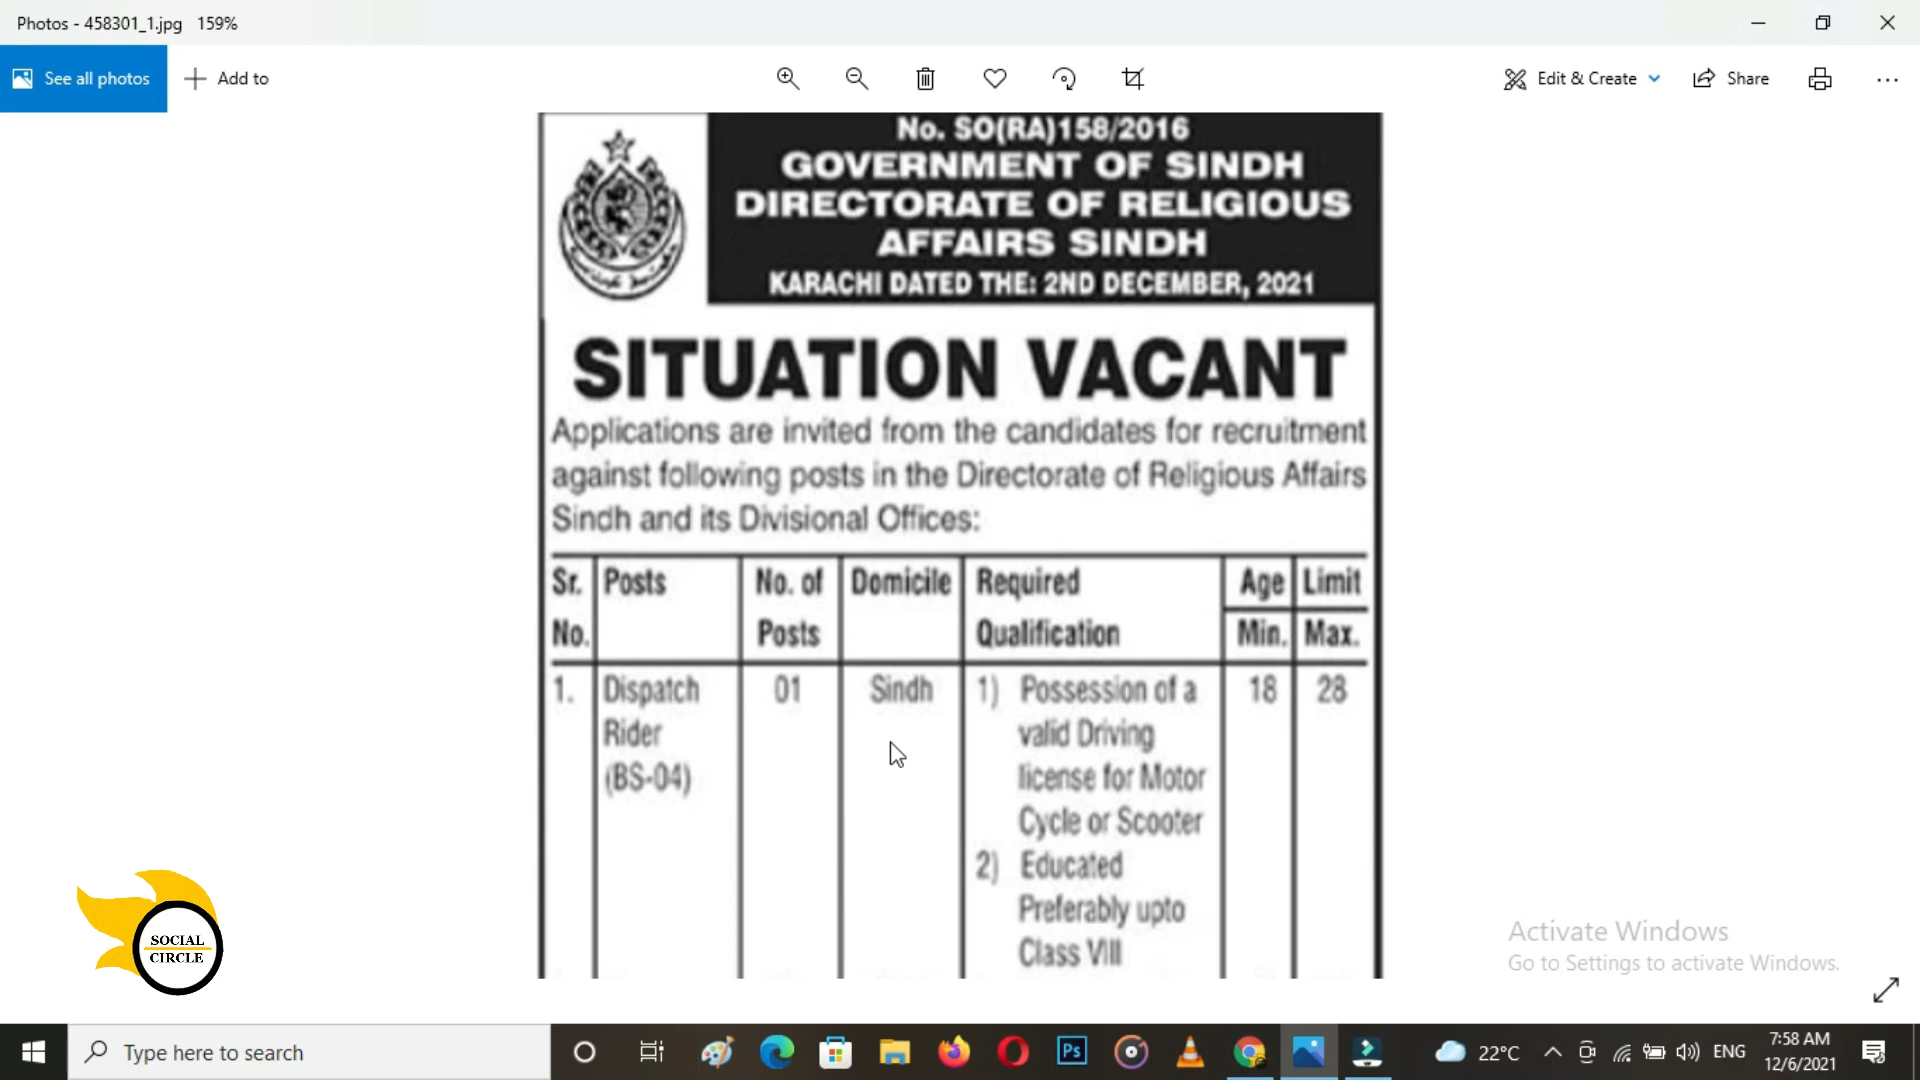 Photos - 458301_1.jpg 159%
See all photos
Add to
Edit & Create
Share
No. SO(RA)158/2016
GOVERNMENT OF SINDH
DIRECTORATE OF RELIGIOUS
AFFAIRS SINDH
KARACHI DATED THE: 2ND DECEMBER, 2021
SITUATION VACANT
Applications are invited from the candidates for recruitment
against following posts in the Directorate of Religious Affairs
Sindh and its Divisional Offices:
Sr. Posts No. of Domicile Required Age Limit
No. Posts Qualification Min. Max.
1. Dispatch 01 Sindh 1) Possession of a 18 28
Rider valid Driving
(BS-04) license for Motor
Cycle or Scooter
2) Educated
Preferably upto
Class VIII
SOCIAL
CIRCLE
Activate Windows
Go to Settings to activate Windows.
Type here to search
Ps
22°C
ENG
7:58 AM
12/6/2021